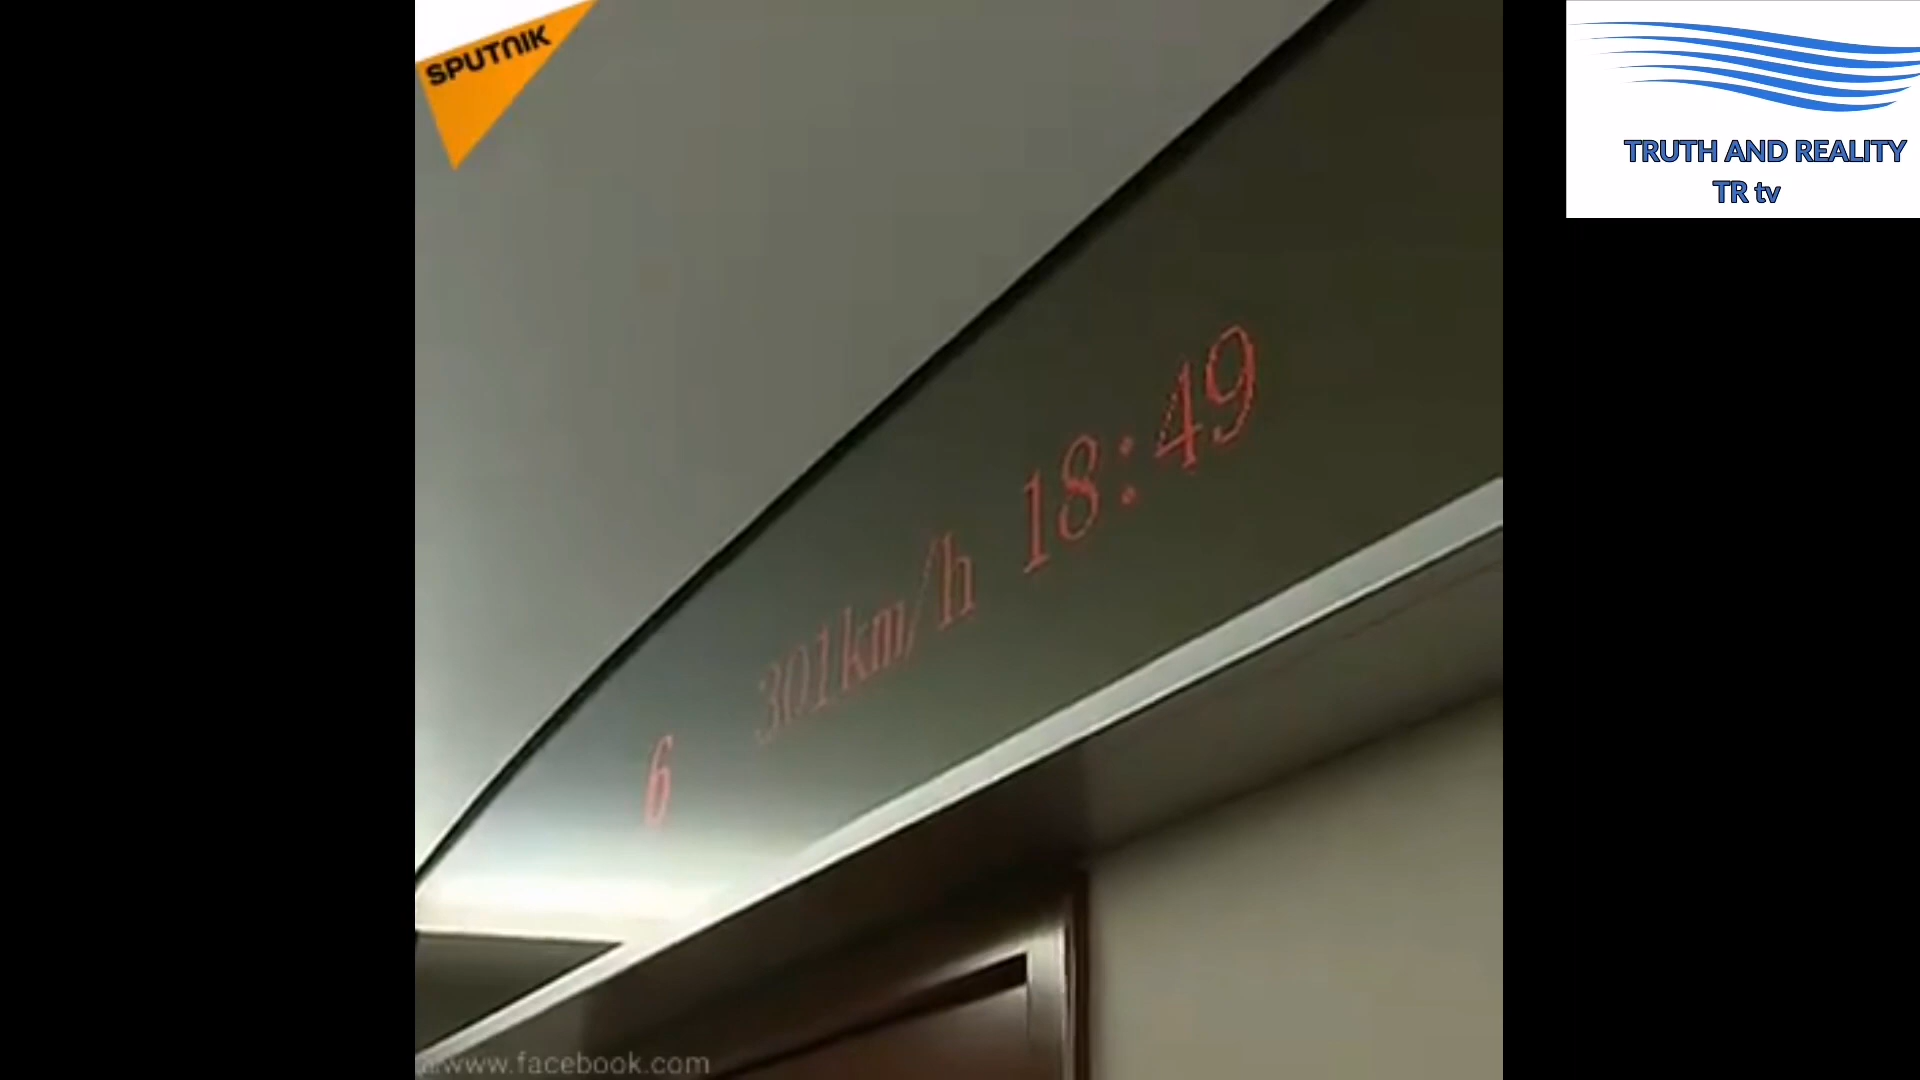 SPUTNIK
TRUTH AND REALITY
TR tv
6 301km/h 18:49
www.facebook.com